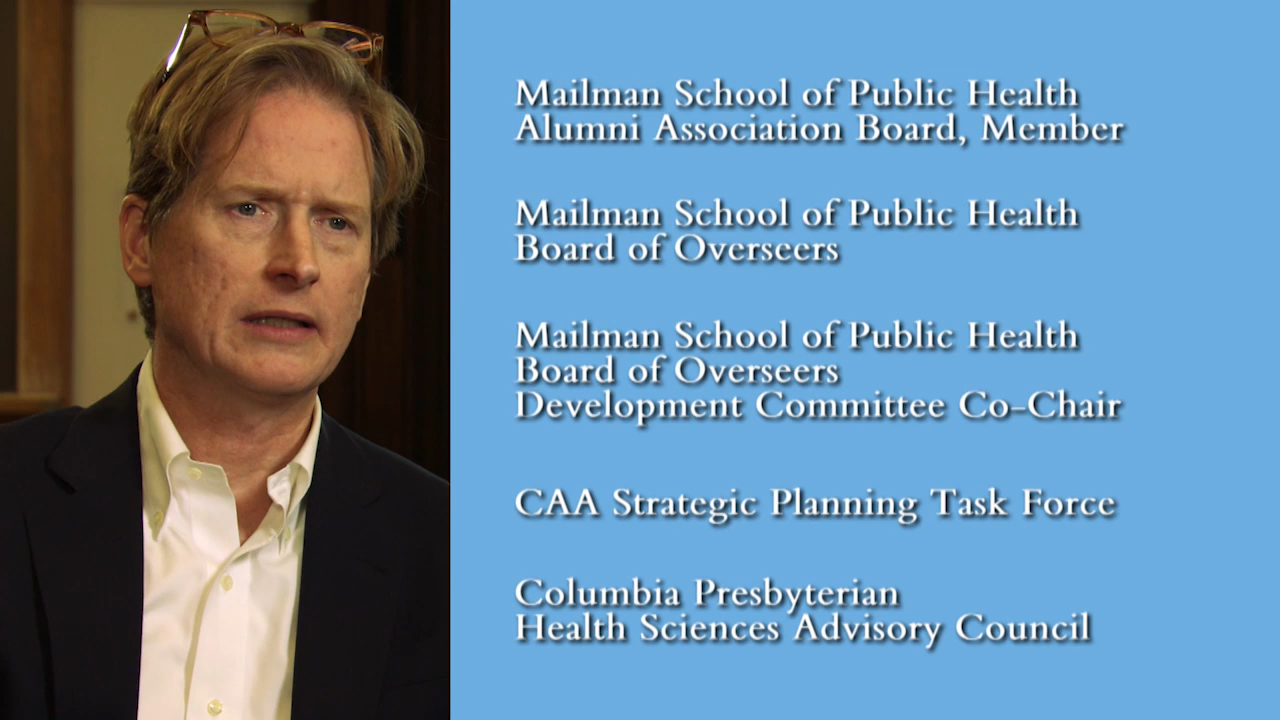 Mailman School of Public Health
Alumni Association Board, Member
Mailman School of Public Health
Board of Overseers
Mailman School of Public Health
Board of Overseers
Development Committee Co-Chair
CAA Strategic Planning Task Force
Columbia Presbyterian
Health Sciences Advisory Council